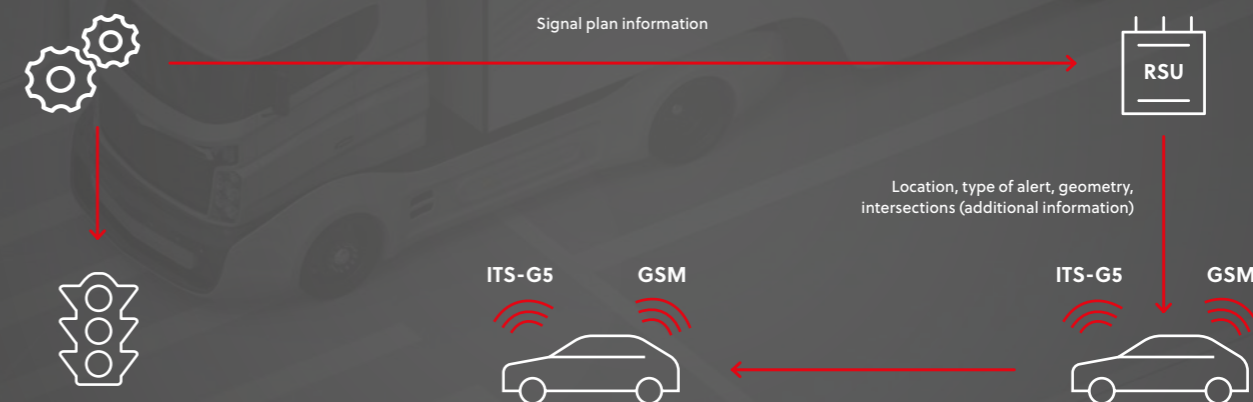 Signal plan information
RSU
Location, type of alert, geometry,
intersections (additional information)
ITS-G5
GSM
ITS-G5
GSM